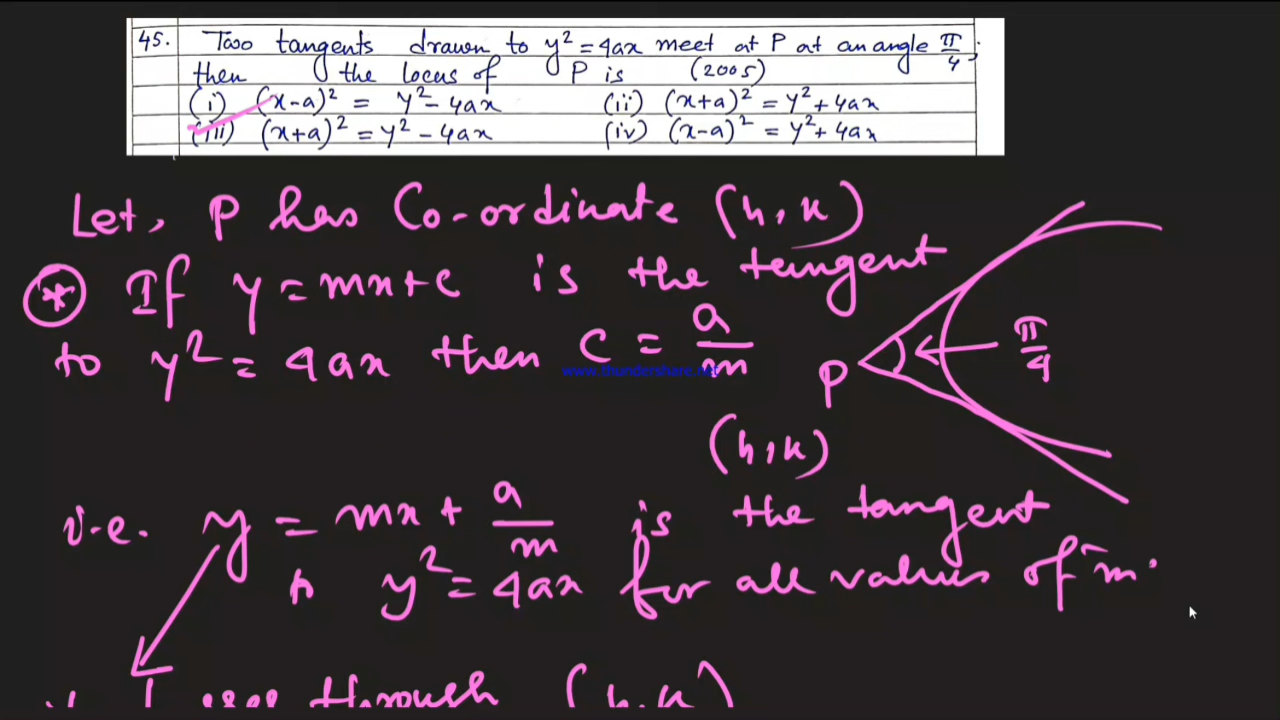 45. Two tangents drawn to y² = 4ax meet at P at an angle π/4;
then the locus of P is (2005)
(i) (x-a)² = y² - 4ax (ii) (x+a)² = y² + 4ax
(iii) (x+a)² = y² - 4ax (iv) (x-a)² = y² + 4ax
Let, P has Co-ordinate (h,k)
* If y = mx+c is the tangent
to y² = 4ax then c = a/m
www.thundershare.net
π/4
P
(h,k)
i.e. y = mx + a/m is the tangent
to y² = 4ax for all values of m.
through (h,k)